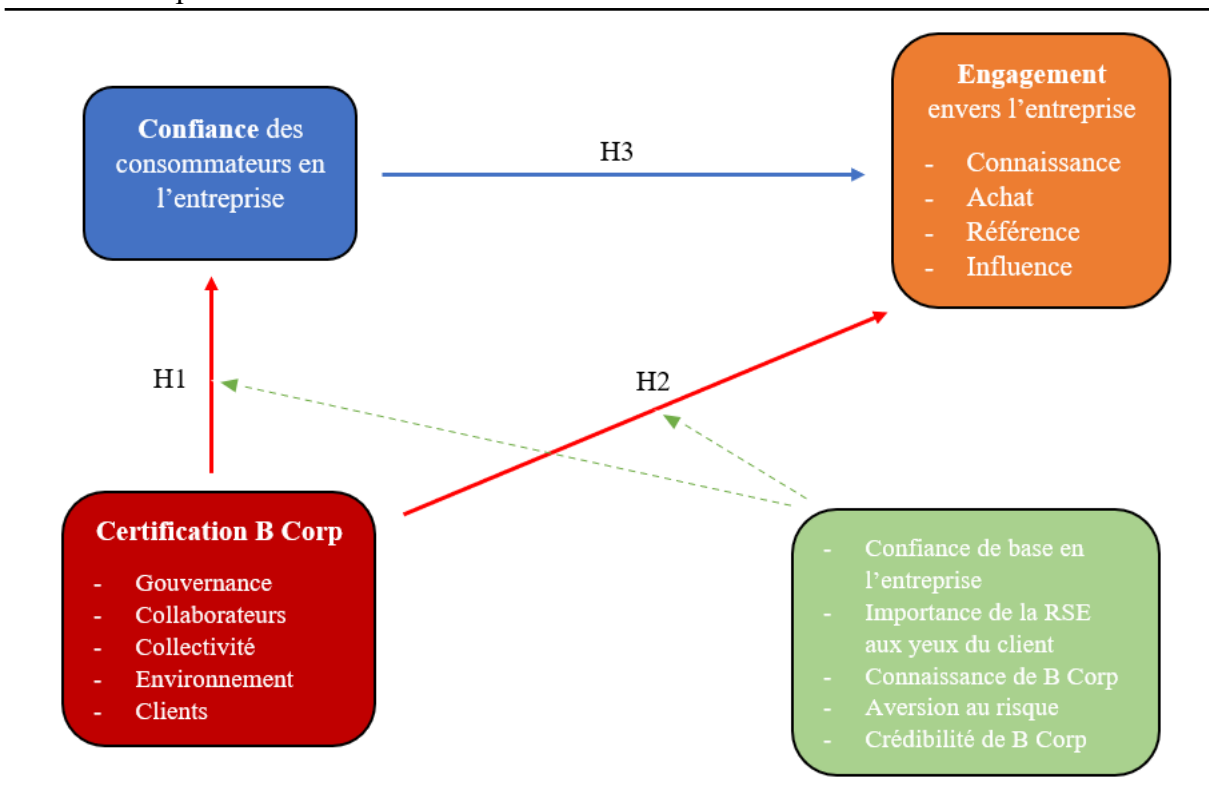 Confiance des
consommateurs en
l'entreprise
H3
Engagement
envers l'entreprise
- Connaissance
- Achat
- Référence
- Influence
H1
H2
Certification B Corp
- Gouvernance
- Collaborateurs
- Collectivité
- Environnement
- Clients
- Confiance de base en
l'entreprise
- Importance de la RSE
aux yeux du client
- Connaissance de B Corp
- Aversion au risque
- Crédibilité de B Corp